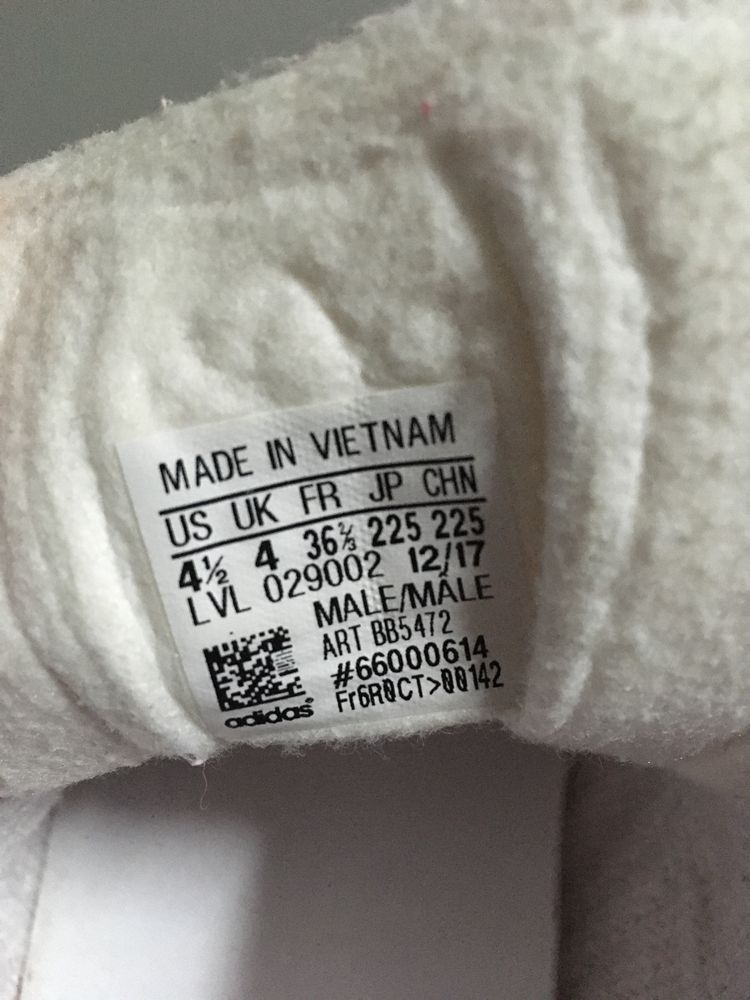 MADE IN VIETNAM
US UK FR JP CHN
4½ 4 36⅔ 225 225
LVL 029002 12/17
MALE/MÂLE
ART BB5472
#66000614
Fr6R0CT>00142
adidas®